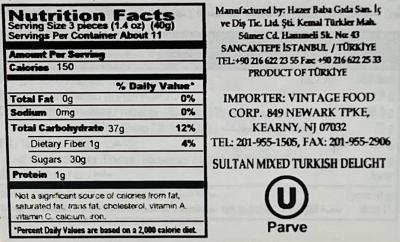 Nutrition Facts
Serving Size 3 pieces (1.4 oz) (40g)
Servings Per Container About 11
Amount Per Serving
Calories 150
% Daily Value*
Total Fat 0g 0%
Sodium 0mg 0%
Total Carbohydrate 37g 12%
Dietary Fiber 1g 4%
Sugars 30g
Protein 1g
Not a significant source of calories from fat,
saturated fat, trans fat, cholesterol, vitamin A,
vitamin C, calcium, iron.
*Percent Daily Values are based on a 2,000 calorie diet.
Manufactured by: Hazer Baba Gıda San. İç
ve Diş Tic. Ltd. Şti. Kemal Türkler Mah.
Sümer Cd. Hanımeli Sk. No: 43
SANCAKTEPE İSTANBUL / TÜRKİYE
TEL:+90 216 622 23 55 Fax: +90 216 622 25 33
PRODUCT OF TÜRKİYE
IMPORTER: VINTAGE FOOD
CORP. 849 NEWARK TPKE,
KEARNY, NJ 07032
TEL: 201-955-1505, FAX: 201-955-2906
SULTAN MIXED TURKISH DELIGHT
U
Parve